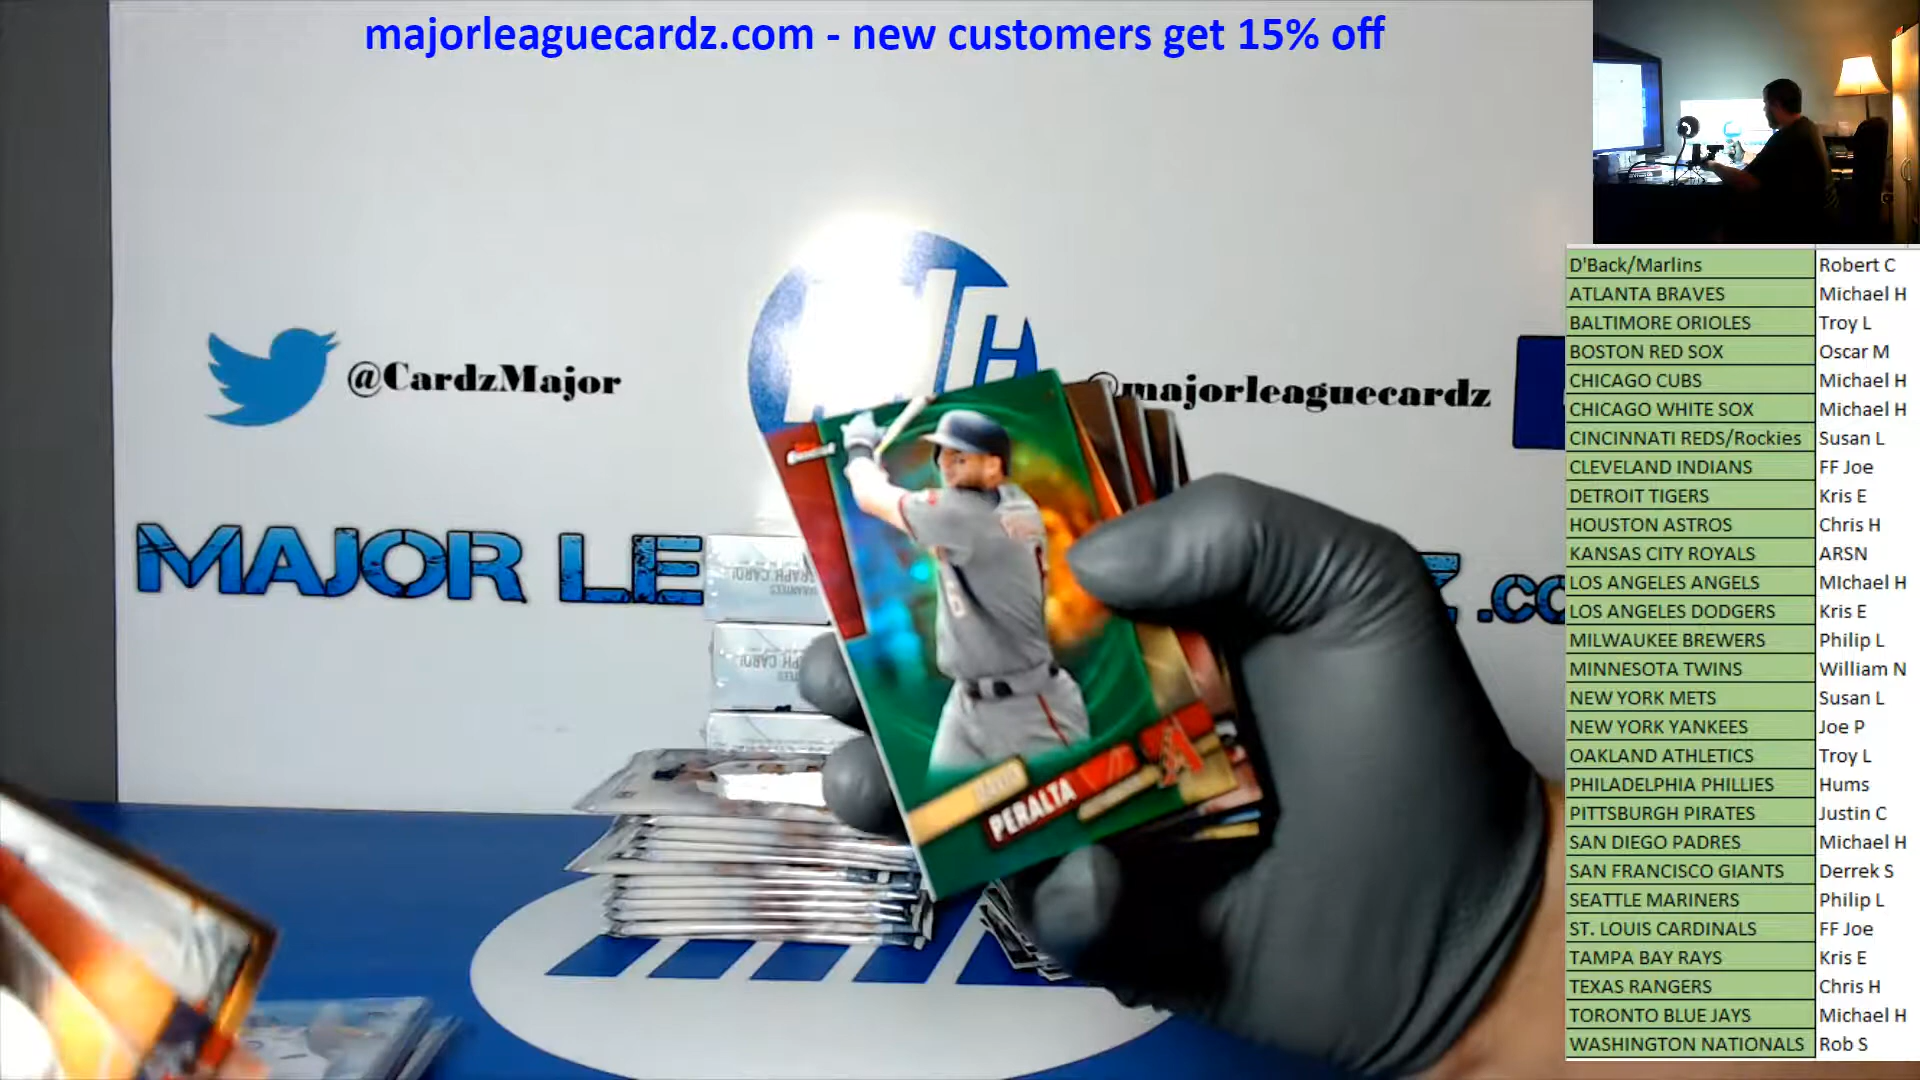 majorleaguecardz.com - new customers get 15% off
@CardzMajor
@majorleaguecardz
MAJOR LE
.co
PERALTA
D'Back/Marlins Robert C
ATLANTA BRAVES Michael H
BALTIMORE ORIOLES Troy L
BOSTON RED SOX Oscar M
CHICAGO CUBS Michael H
CHICAGO WHITE SOX Michael H
CINCINNATI REDS/Rockies Susan L
CLEVELAND INDIANS FF Joe
DETROIT TIGERS Kris E
HOUSTON ASTROS Chris H
KANSAS CITY ROYALS ARSN
LOS ANGELES ANGELS MIchael H
LOS ANGELES DODGERS Kris E
MILWAUKEE BREWERS Philip L
MINNESOTA TWINS William N
NEW YORK METS Susan L
NEW YORK YANKEES Joe P
OAKLAND ATHLETICS Troy L
PHILADELPHIA PHILLIES Hums
PITTSBURGH PIRATES Justin C
SAN DIEGO PADRES Michael H
SAN FRANCISCO GIANTS Derrek S
SEATTLE MARINERS Philip L
ST. LOUIS CARDINALS FF Joe
TAMPA BAY RAYS Kris E
TEXAS RANGERS Chris H
TORONTO BLUE JAYS Michael H
WASHINGTON NATIONALS Rob S